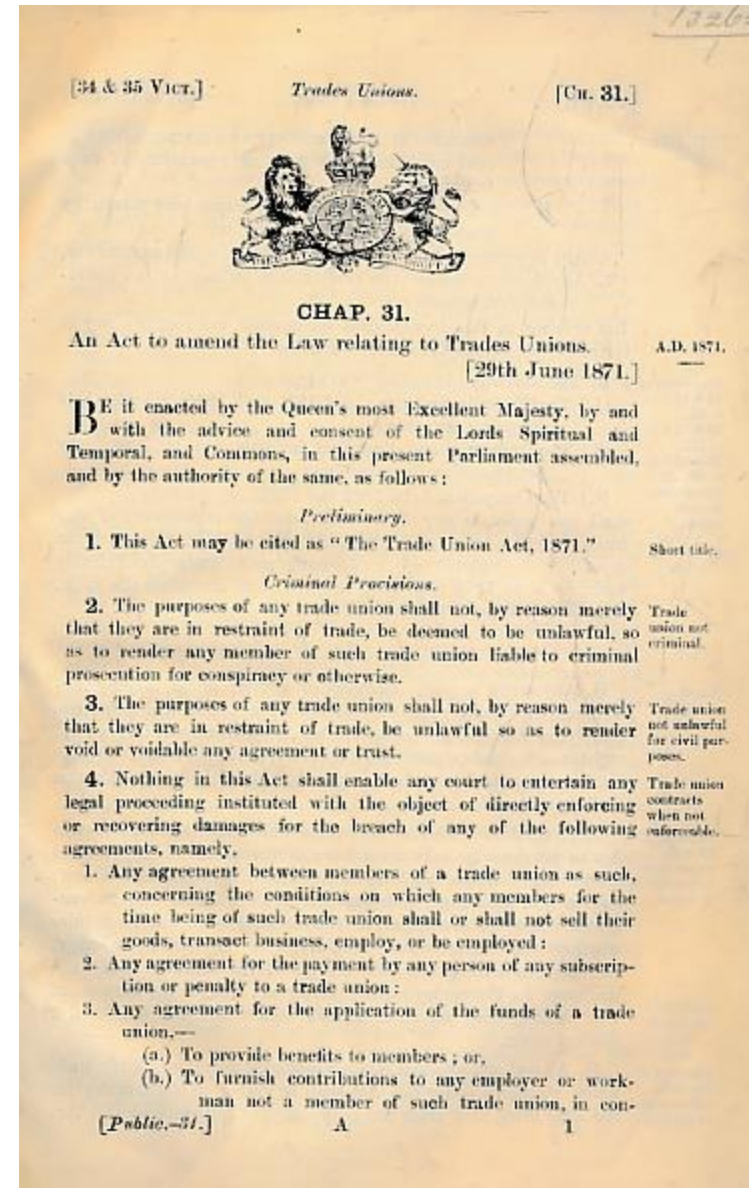 [34 & 35 VICT.] Trades Unions. [CH. 31.]
CHAP. 31.
An Act to amend the Law relating to Trades Unions. A.D. 1871.
[29th June 1871.]
BE it enacted by the Queen's most Excellent Majesty, by and
with the advice and consent of the Lords Spiritual and
Temporal, and Commons, in this present Parliament assembled,
and by the authority of the same, as follows:
Preliminary.
1. This Act may be cited as "The Trade Union Act, 1871." Short title.
Criminal Provisions.
2. The purposes of any trade union shall not, by reason merely
that they are in restraint of trade, be deemed to be unlawful, so
as to render any member of such trade union liable to criminal
prosecution for conspiracy or otherwise.
Trade
union not
criminal.
3. The purposes of any trade union shall not, by reason merely
that they are in restraint of trade, be unlawful so as to render
void or voidable any agreement or trust.
Trade union
not unlawful
for civil pur-
poses.
4. Nothing in this Act shall enable any court to entertain any
legal proceeding instituted with the object of directly enforcing
or recovering damages for the breach of any of the following
agreements, namely,
Trade union
contracts
when not
enforceable.
1. Any agreement between members of a trade union as such,
concerning the conditions on which any members for the
time being of such trade union shall or shall not sell their
goods, transact business, employ, or be employed:
2. Any agreement for the payment by any person of any subscrip-
tion or penalty to a trade union:
3. Any agreement for the application of the funds of a trade
union,—
(a.) To provide benefits to members; or,
(b.) To furnish contributions to any employer or work-
man not a member of such trade union, in con-
[Public.-31.] A 1